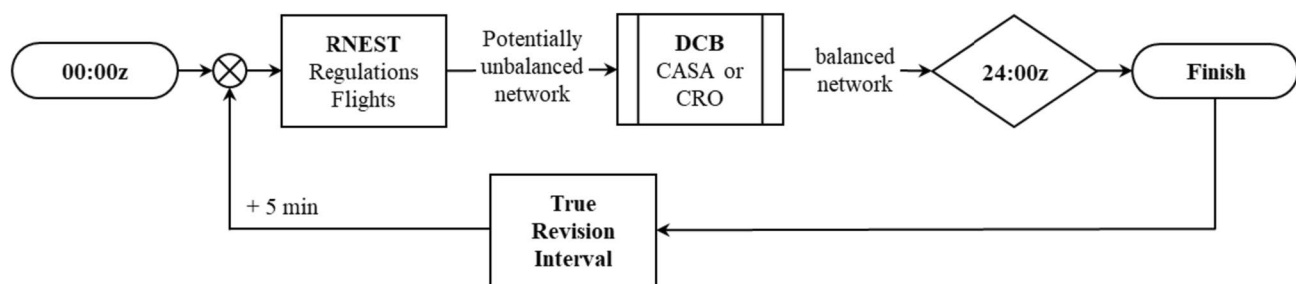 00:00z
RNEST
Regulations
Flights
Potentially
unbalanced
network
DCB
CASA or
CRO
balanced
network
24:00z
Finish
+ 5 min
True
Revision
Interval